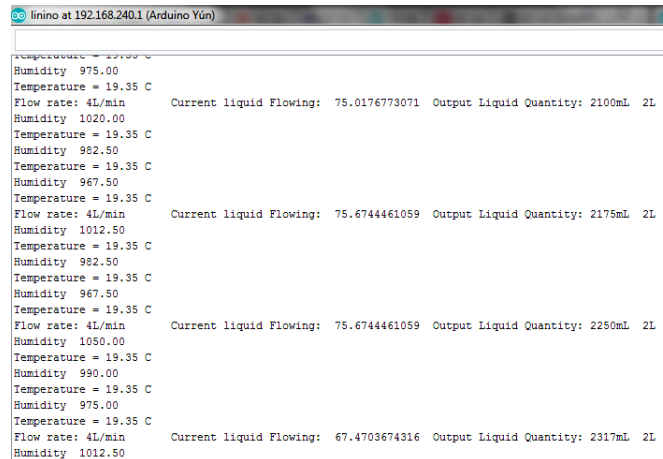 linino at 192.168.240.1 (Arduino Yún)
Temperature = 19.35 C
Humidity  975.00
Temperature = 19.35 C
Flow rate: 4L/min       Current liquid Flowing:  75.0176773071  Output Liquid Quantity: 2100mL  2L
Humidity  1020.00
Temperature = 19.35 C
Humidity  982.50
Temperature = 19.35 C
Humidity  967.50
Temperature = 19.35 C
Flow rate: 4L/min       Current liquid Flowing:  75.6744461059  Output Liquid Quantity: 2175mL  2L
Humidity  1012.50
Temperature = 19.35 C
Humidity  982.50
Temperature = 19.35 C
Humidity  967.50
Temperature = 19.35 C
Flow rate: 4L/min       Current liquid Flowing:  75.6744461059  Output Liquid Quantity: 2250mL  2L
Humidity  1050.00
Temperature = 19.35 C
Humidity  990.00
Temperature = 19.35 C
Humidity  975.00
Temperature = 19.35 C
Flow rate: 4L/min       Current liquid Flowing:  67.4703674316  Output Liquid Quantity: 2317mL  2L
Humidity  1012.50